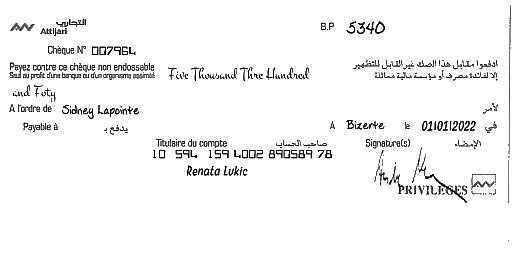 التجاري
Attijari
B.P 5340
Chèque N° 007964
Payez contre ce chèque non endossable
Sauf au profit d'une banque ou d'un organisme assimilé
Five Thousand Thre Hundred
ادفعوا مقابل هذا الصك غير القابل للتظهير
إلا لفائدة مصرف أو مؤسسة مالية مماثلة
and Foty
A l'ordre de Sidney Lapointe
لأمر
Payable à يدفع بـ
A Bizerte le 01/01/2022 في
Titulaire du compte صاحب الحساب
Signature(s) الإمضاء
10 594 159 4002 890589 78
Renata Lukic
PRIVILEGES